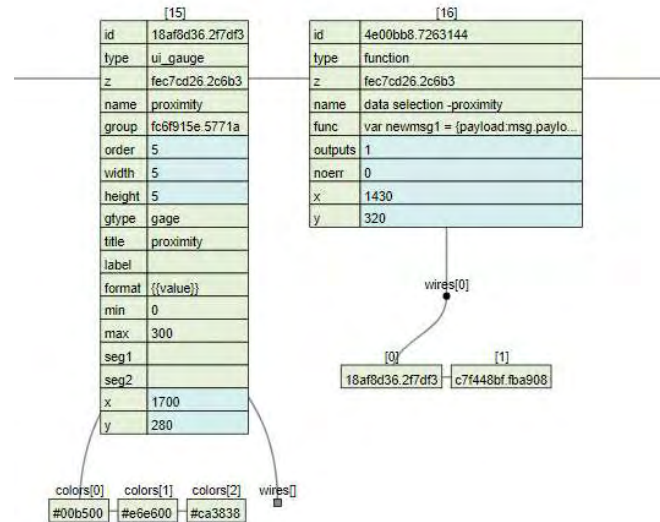 [15]
id 18af8d36.2f7df3
type ui_gauge
z fec7cd26.2c6b3
name proximity
group fc6f915e.5771a
order 5
width 5
height 5
gtype gage
title proximity
label
format {{value}}
min 0
max 300
seg1
seg2
x 1700
y 280
colors[0] colors[1] colors[2] wires[]
#00b500 #e6e600 #ca3838
[16]
id 4e00bb8.7263144
type function
z fec7cd26.2c6b3
name data selection -proximity
func var newmsg1 = {payload:msg.paylo...
outputs 1
noerr 0
x 1430
y 320
wires[0]
[0] [1]
18af8d36.2f7df3 c7f448bf.fba908